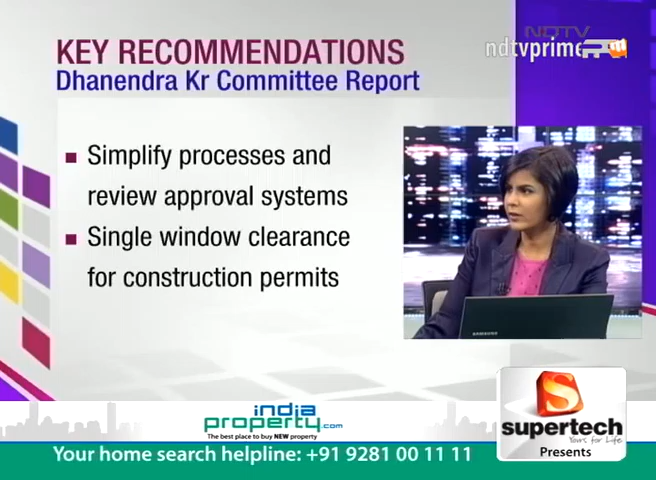 KEY RECOMMENDATIONS
Dhanendra Kr Committee Report
NDTV
ndtvprime
Simplify processes and
review approval systems
Single window clearance
for construction permits
SAMSUNG
india
property.com
The best place to buy NEW property
S
supertech
Yours for Life
Presents
Your home search helpline: +91 9281 00 11 11